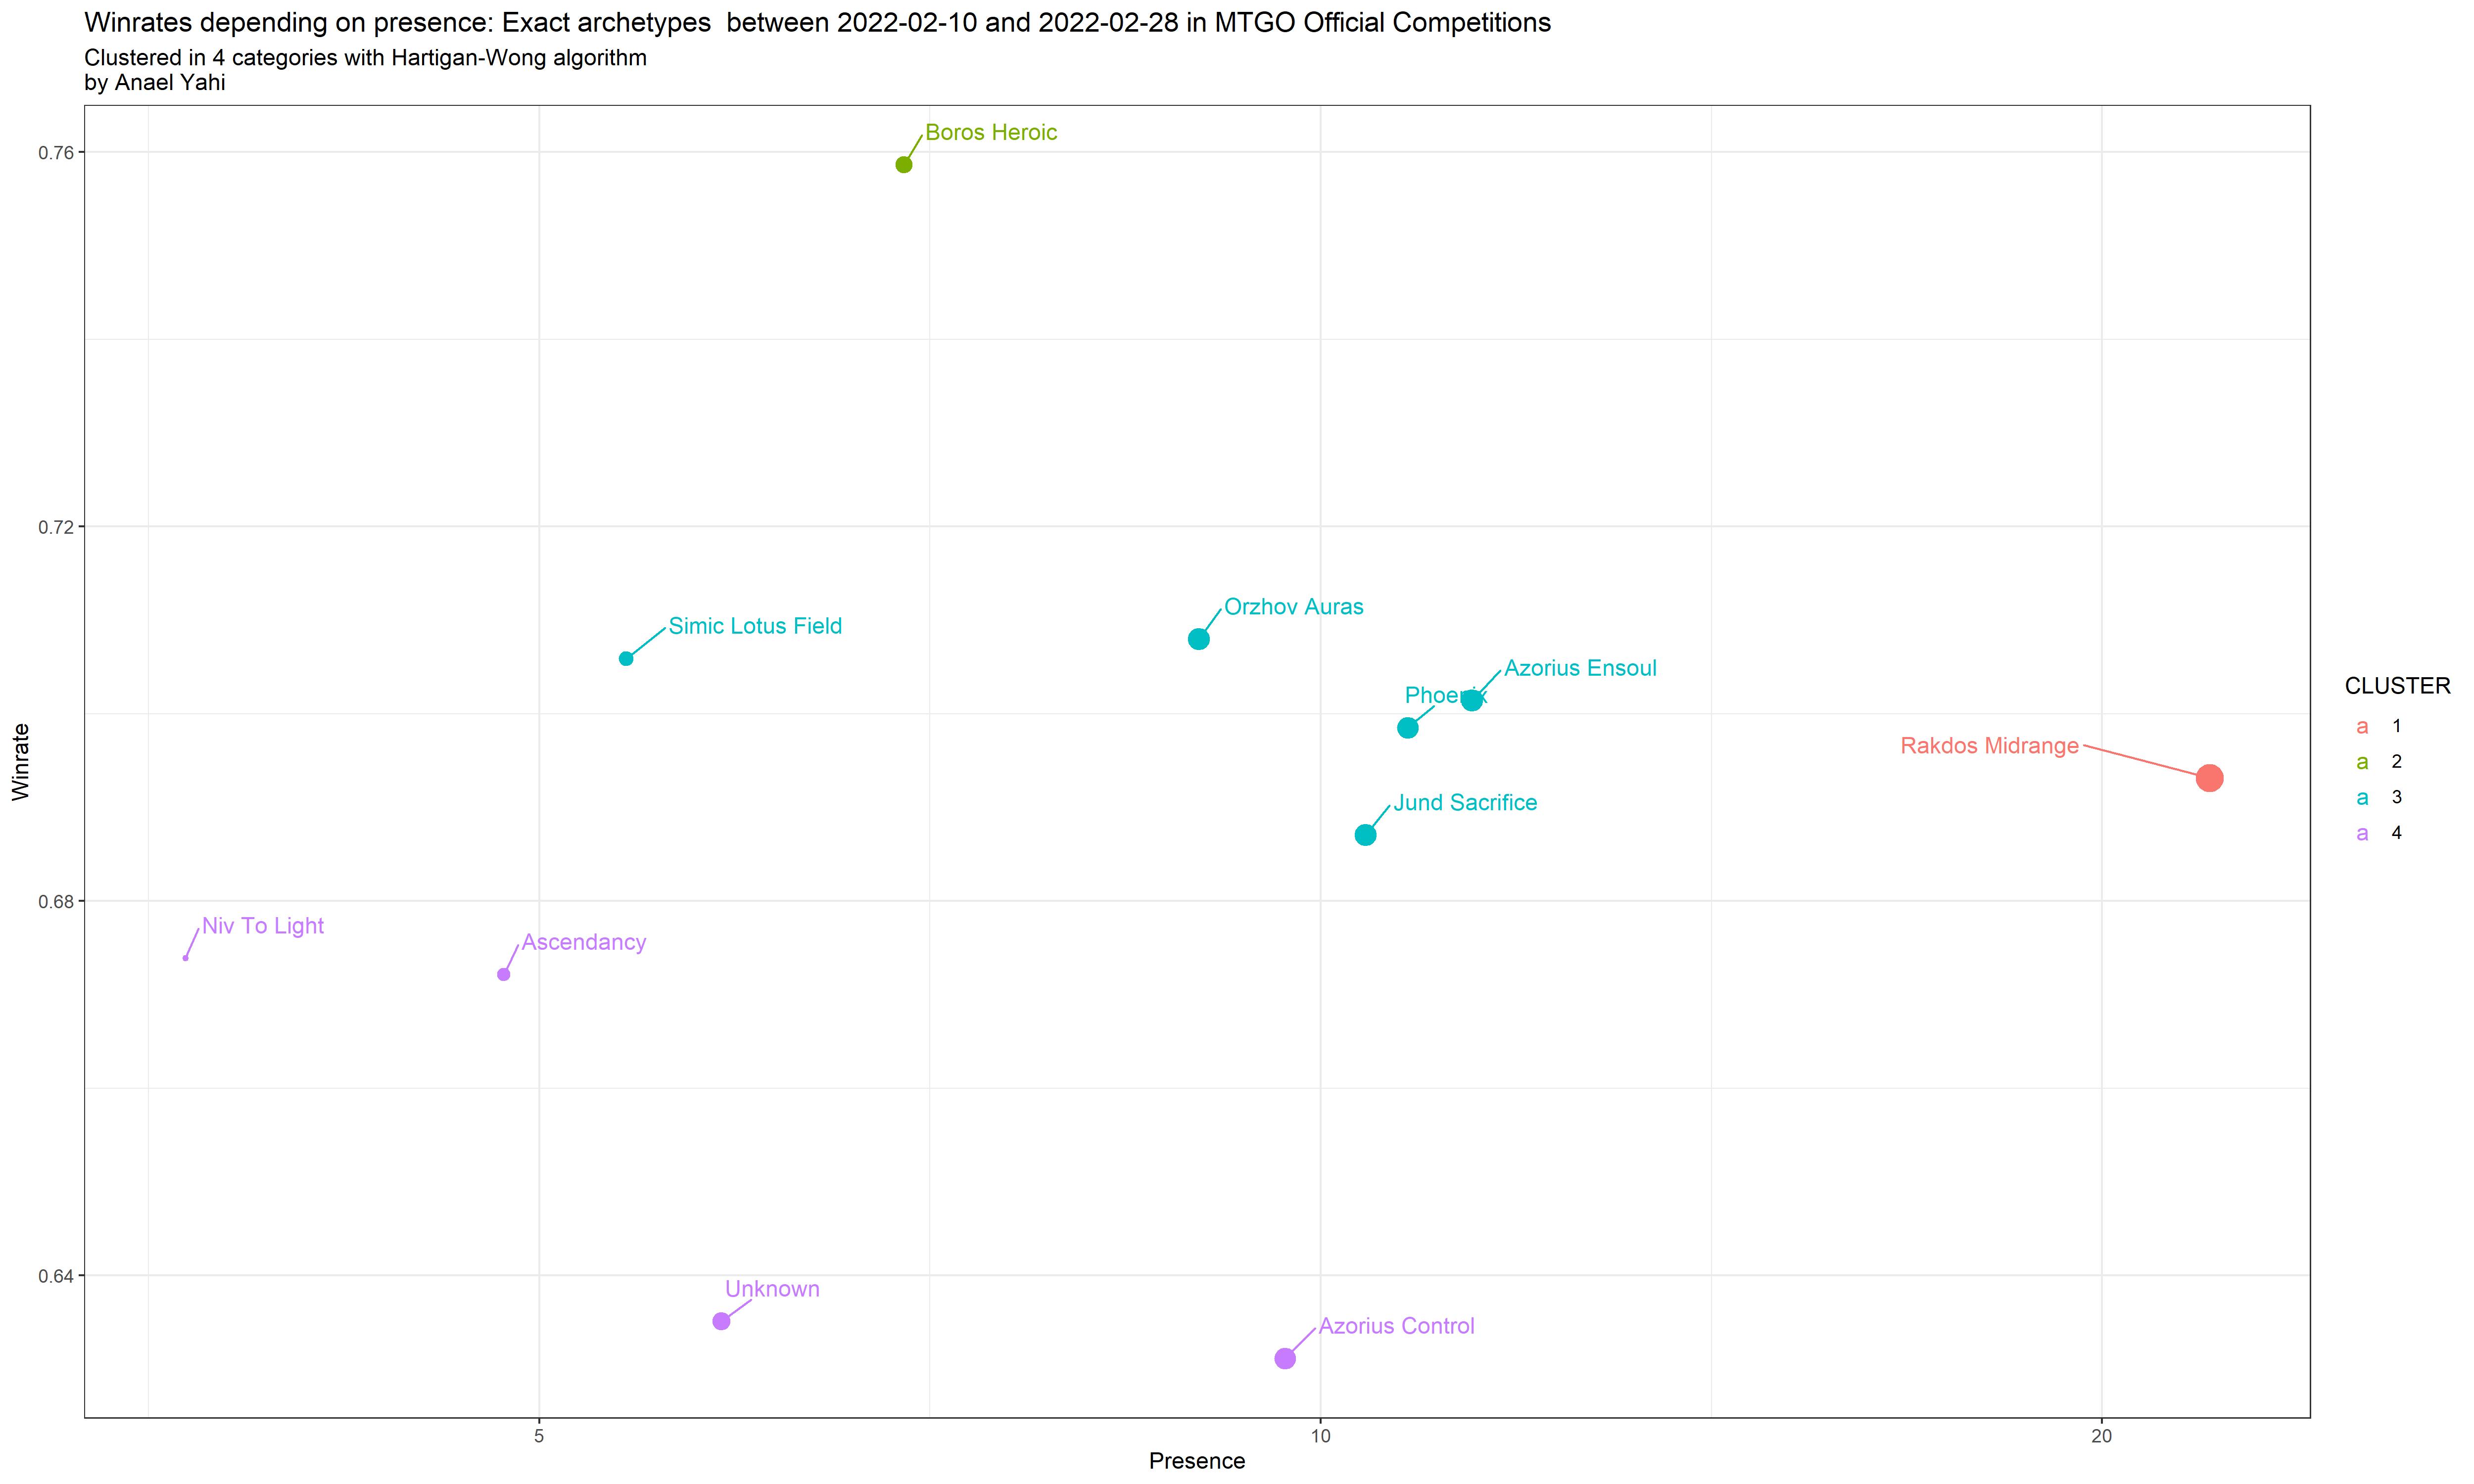 Winrates depending on presence: Exact archetypes  between 2022-02-10 and 2022-02-28 in MTGO Official Competitions
Clustered in 4 categories with Hartigan-Wong algorithm
by Anael Yahi
Boros Heroic
0.76
0.72
Orzhov Auras
Simic Lotus Field
Azorius Ensoul
Phoenix
Rakdos Midrange
Jund Sacrifice
0.68
Niv To Light
Ascendancy
0.64
Unknown
Azorius Control
Winrate
5
10
20
Presence
CLUSTER
a 1
a 2
a 3
a 4